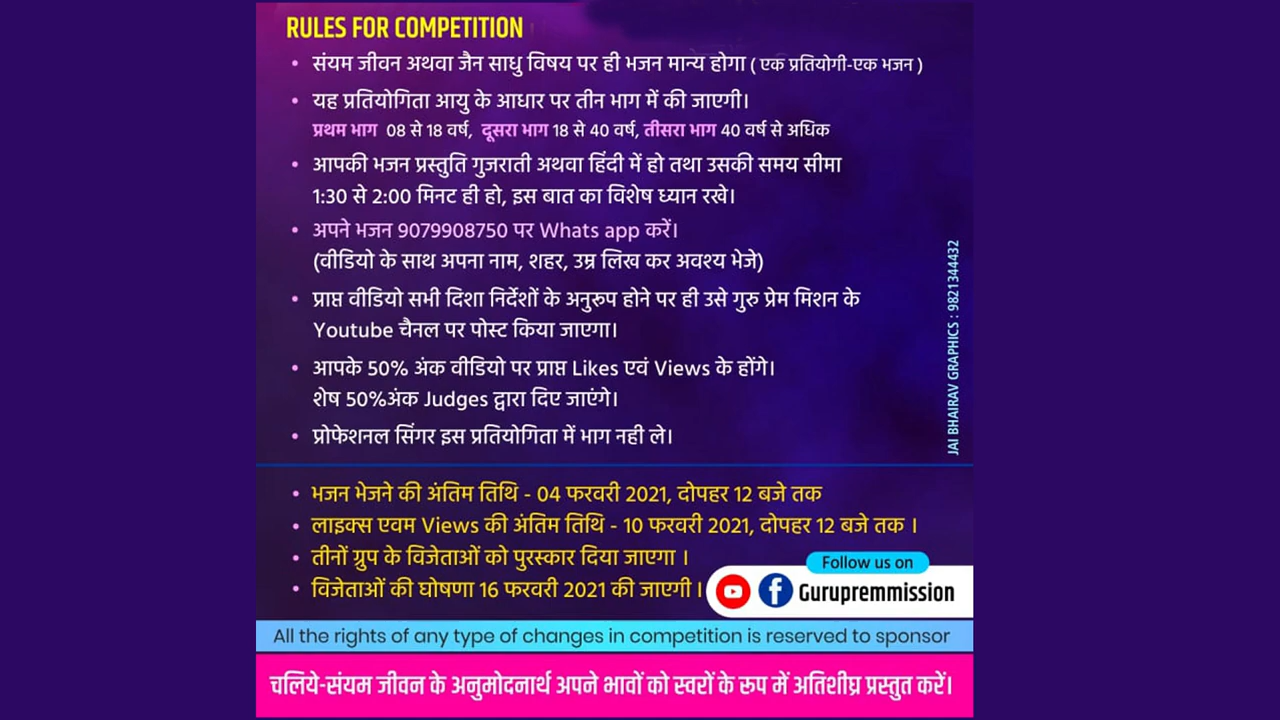 RULES FOR COMPETITION
• संयम जीवन अथवा जैन साधु विषय पर ही भजन मान्य होगा ( एक प्रतियोगी-एक भजन )
• यह प्रतियोगिता आयु के आधार पर तीन भाग में की जाएगी।
प्रथम भाग 08 से 18 वर्ष, दूसरा भाग 18 से 40 वर्ष, तीसरा भाग 40 वर्ष से अधिक
• आपकी भजन प्रस्तुति गुजराती अथवा हिंदी में हो तथा उसकी समय सीमा
1:30 से 2:00 मिनट ही हो, इस बात का विशेष ध्यान रखे।
• अपने भजन 9079908750 पर Whats app करें।
(वीडियो के साथ अपना नाम, शहर, उम्र लिख कर अवश्य भेजे)
• प्राप्त वीडियो सभी दिशा निर्देशों के अनुरूप होने पर ही उसे गुरु प्रेम मिशन के
Youtube चैनल पर पोस्ट किया जाएगा।
• आपके 50% अंक वीडियो पर प्राप्त Likes एवं Views के होंगे।
शेष 50%अंक Judges द्वारा दिए जाएंगे।
• प्रोफेशनल सिंगर इस प्रतियोगिता में भाग नही ले।
JAI BHAIRAV GRAPHICS : 9821344432
• भजन भेजने की अंतिम तिथि - 04 फरवरी 2021, दोपहर 12 बजे तक
• लाइक्स एवम Views की अंतिम तिथि - 10 फरवरी 2021, दोपहर 12 बजे तक ।
• तीनों ग्रुप के विजेताओं को पुरस्कार दिया जाएगा ।
• विजेताओं की घोषणा 16 फरवरी 2021 की जाएगी ।
Follow us on
Gurupremmission
All the rights of any type of changes in competition is reserved to sponsor
चलिये-संयम जीवन के अनुमोदनार्थ अपने भावों को स्वरों के रूप में अतिशीघ्र प्रस्तुत करें।